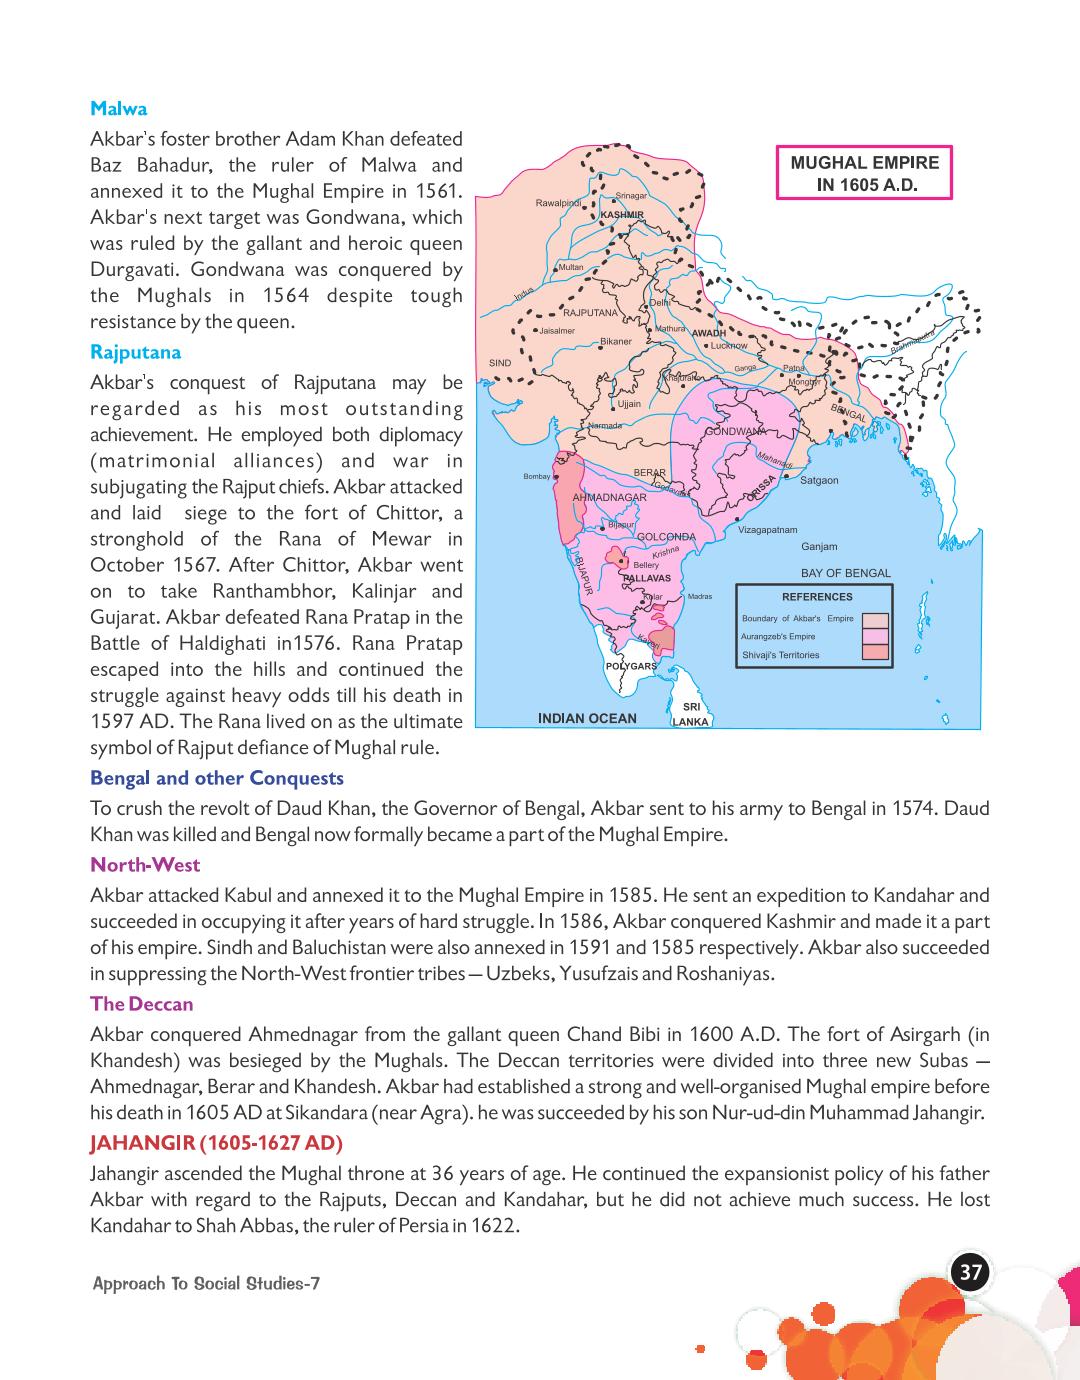 Malwa
Akbar's foster brother Adam Khan defeated
Baz Bahadur, the ruler of Malwa and
annexed it to the Mughal Empire in 1561.
Akbar's next target was Gondwana, which
was ruled by the gallant and heroic queen
Durgavati. Gondwana was conquered by
the Mughals in 1564 despite tough
resistance by the queen.
Rajputana
Akbar's conquest of Rajputana may be
regarded as his most outstanding
achievement. He employed both diplomacy
(matrimonial alliances) and war in
subjugating the Rajput chiefs. Akbar attacked
and laid siege to the fort of Chittor, a
stronghold of the Rana of Mewar in
October 1567. After Chittor, Akbar went
on to take Ranthambhor, Kalinjar and
Gujarat. Akbar defeated Rana Pratap in the
Battle of Haldighati in1576. Rana Pratap
escaped into the hills and continued the
struggle against heavy odds till his death in
1597 AD. The Rana lived on as the ultimate
symbol of Rajput defiance of Mughal rule.
MUGHAL EMPIRE
IN 1605 A.D.
Srinagar
Rawalpindi
KASHMIR
Multan
Indus
Delhi
RAJPUTANA
Jaisalmer
Mathura
AWADH
Brahmaputra
Bikaner
Lucknow
SIND
Ganga
Patna
Khajuraho
Monghyr
Ujjain
BENGAL
Narmada
GONDWANA
Mahanadi
Bombay
BERAR
Godavari
Satgaon
ORISSA
AHMADNAGAR
Bijapur
Vizagapatnam
GOLCONDA
Krishna
Ganjam
BIJAPUR
Bellery
BAY OF BENGAL
PALLAVAS
Kolar
Madras
Kaveri
POLYGARS
SRI
LANKA
INDIAN OCEAN
REFERENCES
Boundary of Akbar's Empire
Aurangzeb's Empire
Shivaji's Territories
Bengal and other Conquests
To crush the revolt of Daud Khan, the Governor of Bengal, Akbar sent to his army to Bengal in 1574. Daud
Khan was killed and Bengal now formally became a part of the Mughal Empire.
North-West
Akbar attacked Kabul and annexed it to the Mughal Empire in 1585. He sent an expedition to Kandahar and
succeeded in occupying it after years of hard struggle. In 1586, Akbar conquered Kashmir and made it a part
of his empire. Sindh and Baluchistan were also annexed in 1591 and 1585 respectively. Akbar also succeeded
in suppressing the North-West frontier tribes – Uzbeks, Yusufzais and Roshaniyas.
The Deccan
Akbar conquered Ahmednagar from the gallant queen Chand Bibi in 1600 A.D. The fort of Asirgarh (in
Khandesh) was besieged by the Mughals. The Deccan territories were divided into three new Subas –
Ahmednagar, Berar and Khandesh. Akbar had established a strong and well-organised Mughal empire before
his death in 1605 AD at Sikandara (near Agra). he was succeeded by his son Nur-ud-din Muhammad Jahangir.
JAHANGIR (1605-1627 AD)
Jahangir ascended the Mughal throne at 36 years of age. He continued the expansionist policy of his father
Akbar with regard to the Rajputs, Deccan and Kandahar, but he did not achieve much success. He lost
Kandahar to Shah Abbas, the ruler of Persia in 1622.
Approach To Social Studies-7
37